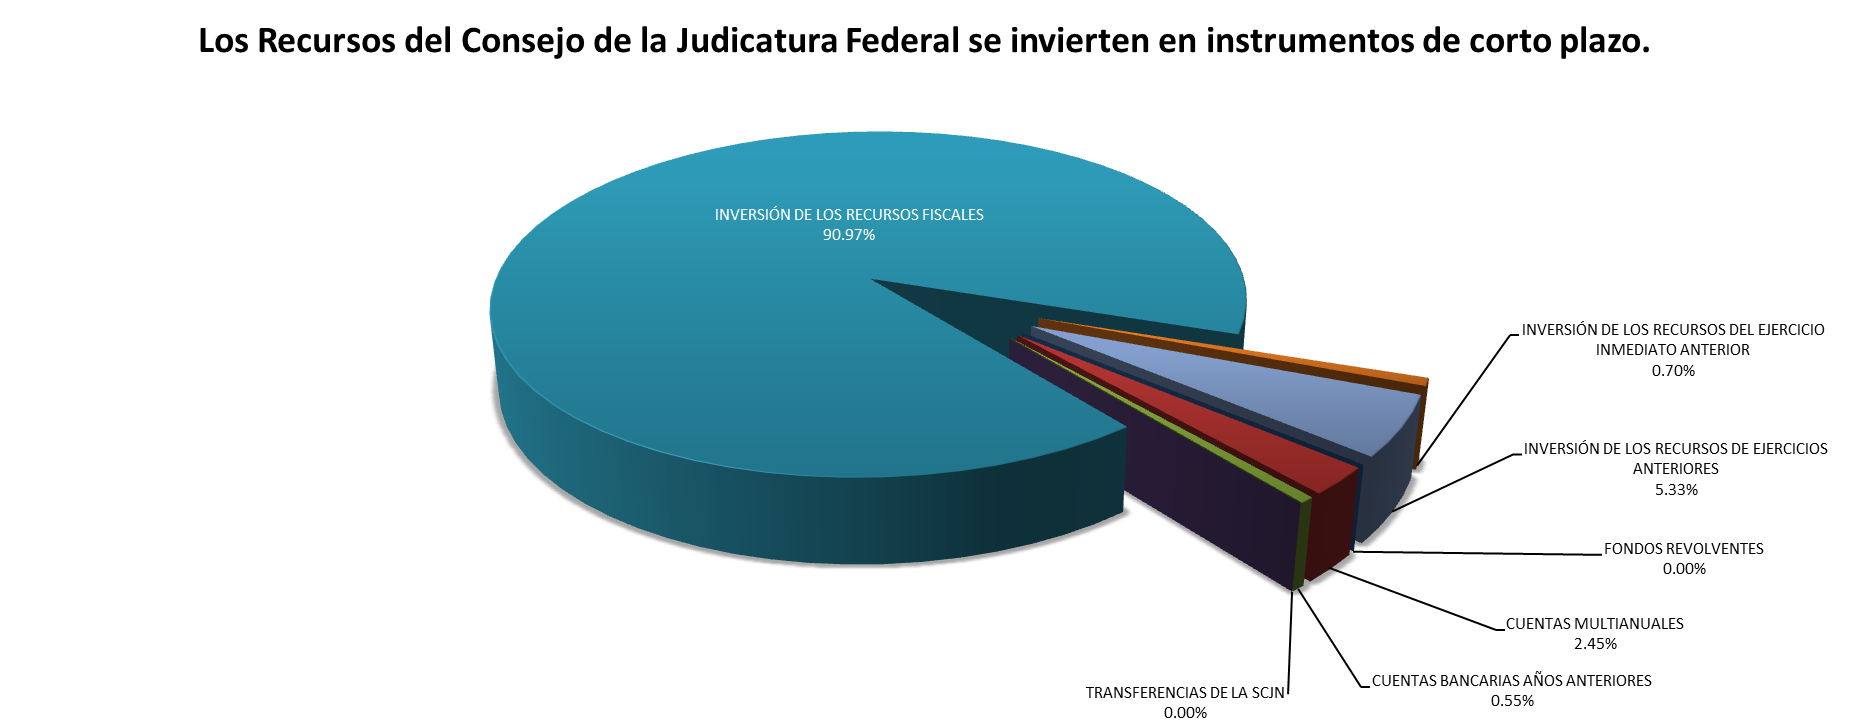 Los Recursos del Consejo de la Judicatura Federal se invierten en instrumentos de corto plazo.
INVERSIÓN DE LOS RECURSOS FISCALES
90.97%
INVERSIÓN DE LOS RECURSOS DEL EJERCICIO
INMEDIATO ANTERIOR
0.70%
INVERSIÓN DE LOS RECURSOS DE EJERCICIOS
ANTERIORES
5.33%
FONDOS REVOLVENTES
0.00%
CUENTAS MULTIANUALES
2.45%
CUENTAS BANCARIAS AÑOS ANTERIORES
0.55%
TRANSFERENCIAS DE LA SCJN
0.00%